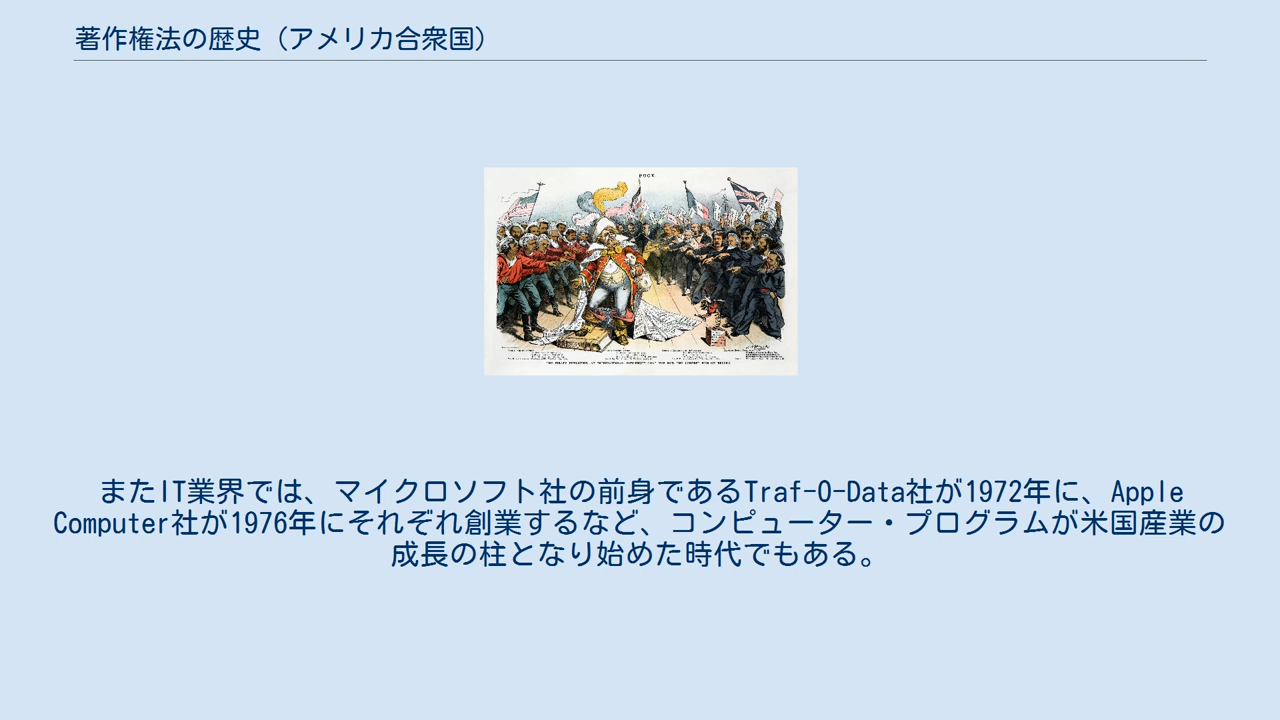 著作権法の歴史（アメリカ合衆国）
PUCK
またIT業界では、マイクロソフト社の前身であるTraf-O-Data社が1972年に、Apple
Computer社が1976年にそれぞれ創業するなど、コンピューター・プログラムが米国産業の
成長の柱となり始めた時代でもある。